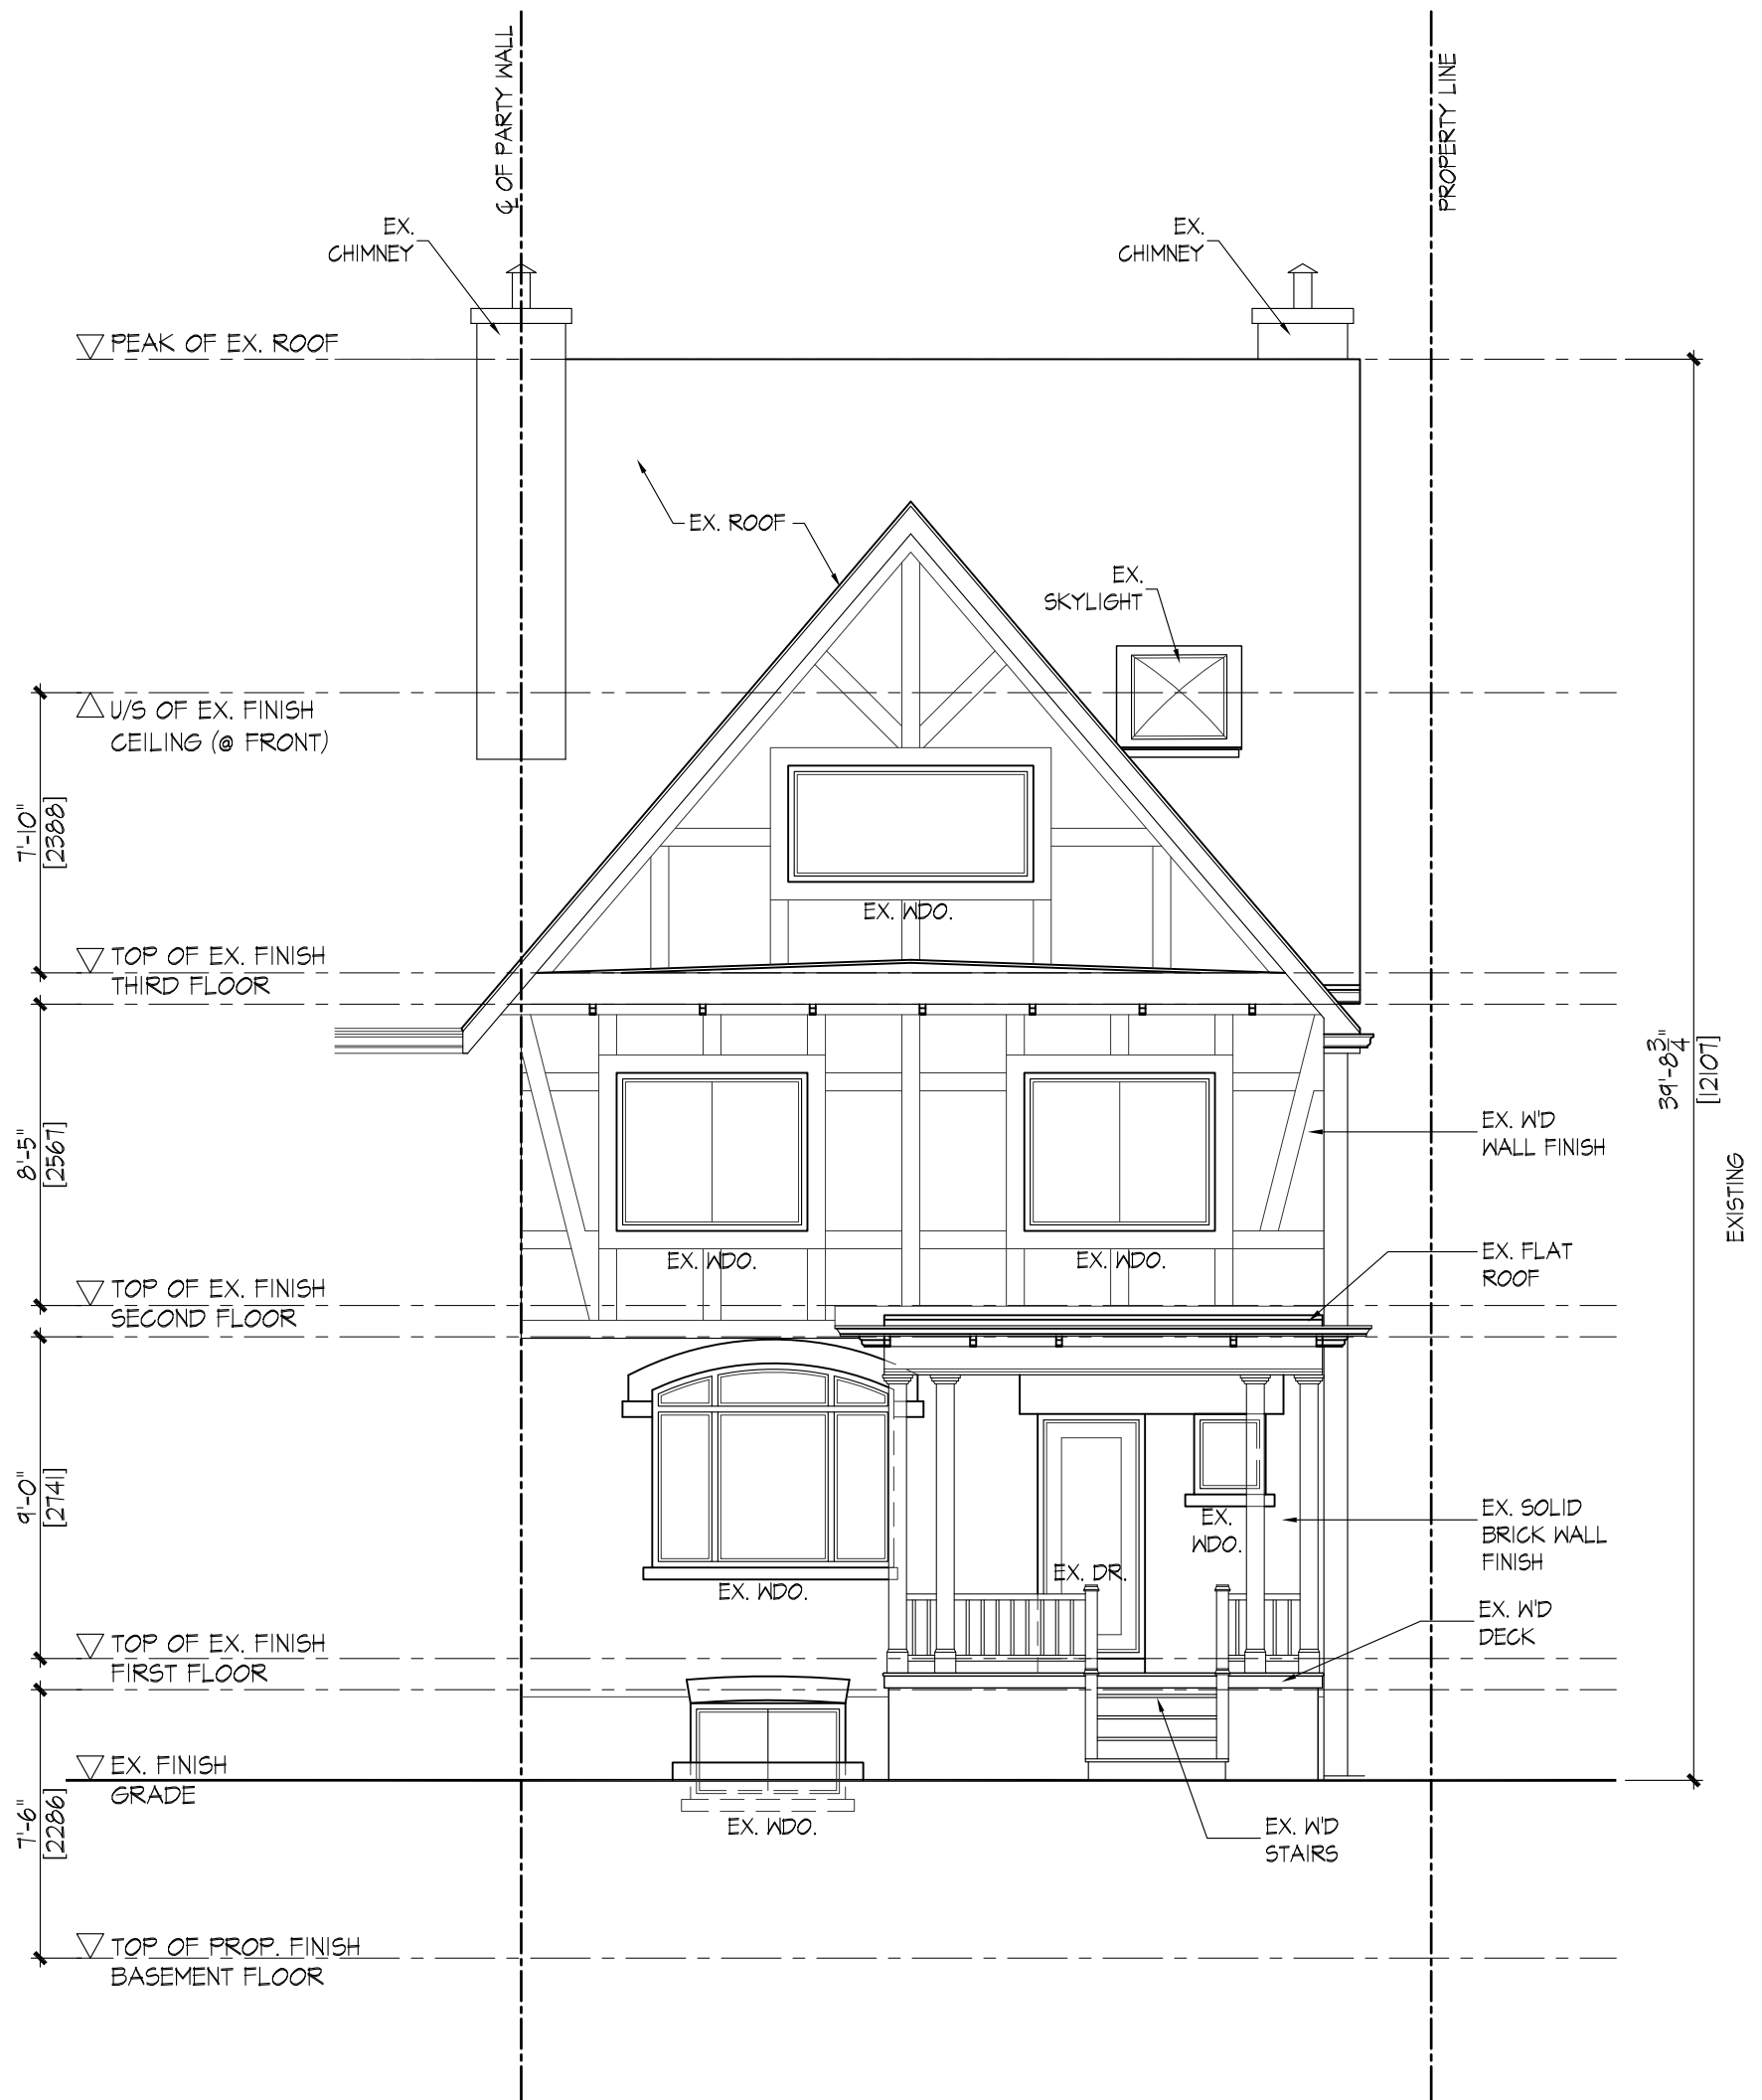 ℄ OF PARTY WALL
PROPERTY LINE
EX.
CHIMNEY
EX.
CHIMNEY
PEAK OF EX. ROOF
EX. ROOF
EX.
SKYLIGHT
U/S OF EX. FINISH
CEILING (@ FRONT)
7'-10"
[2388]
EX. WDO.
TOP OF EX. FINISH
THIRD FLOOR
39'-8 3/4"
[12107]
EXISTING
8'-5"
[2567]
EX. W'D
WALL FINISH
EX. WDO.
EX. WDO.
EX. FLAT
ROOF
TOP OF EX. FINISH
SECOND FLOOR
9'-0"
[2741]
EX.
WDO.
EX. SOLID
BRICK WALL
FINISH
EX. DR.
EX. WDO.
EX. W'D
DECK
TOP OF EX. FINISH
FIRST FLOOR
EX. FINISH
GRADE
7'-6"
[2286]
EX. WDO.
EX. W'D
STAIRS
TOP OF PROP. FINISH
BASEMENT FLOOR